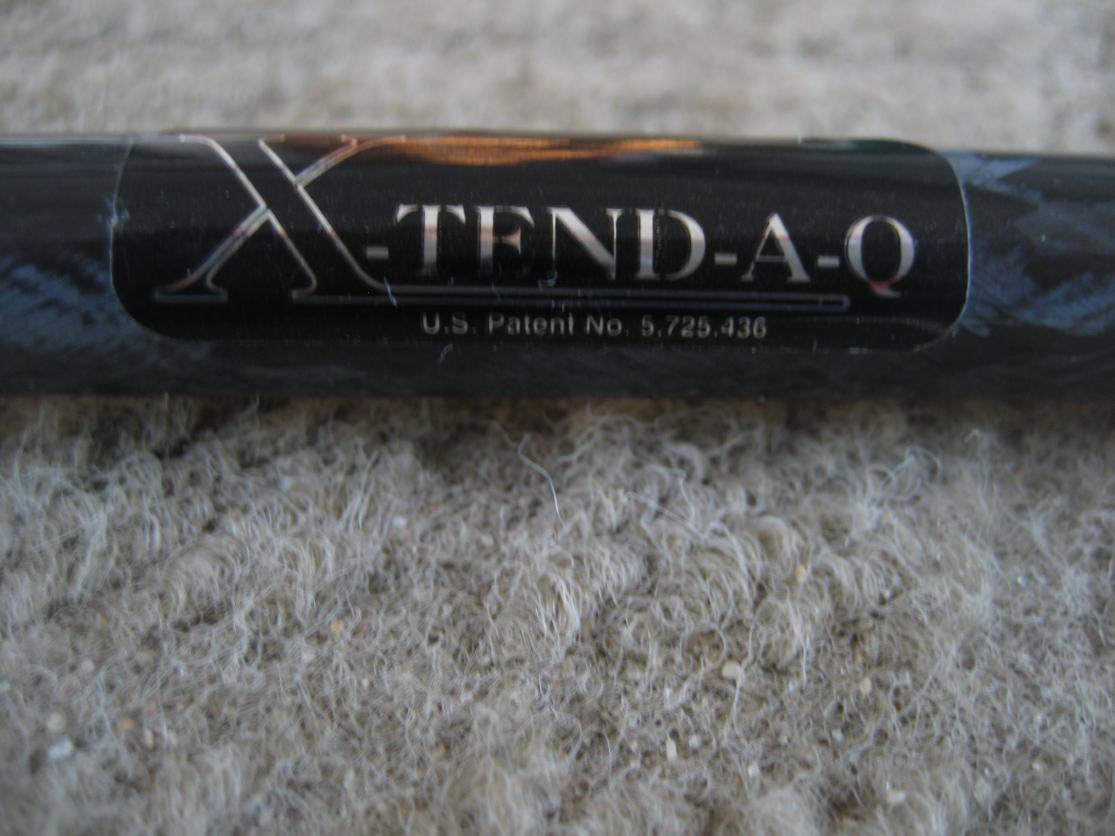 X-TEND-A-Q
U.S. Patent No. 5,725,436